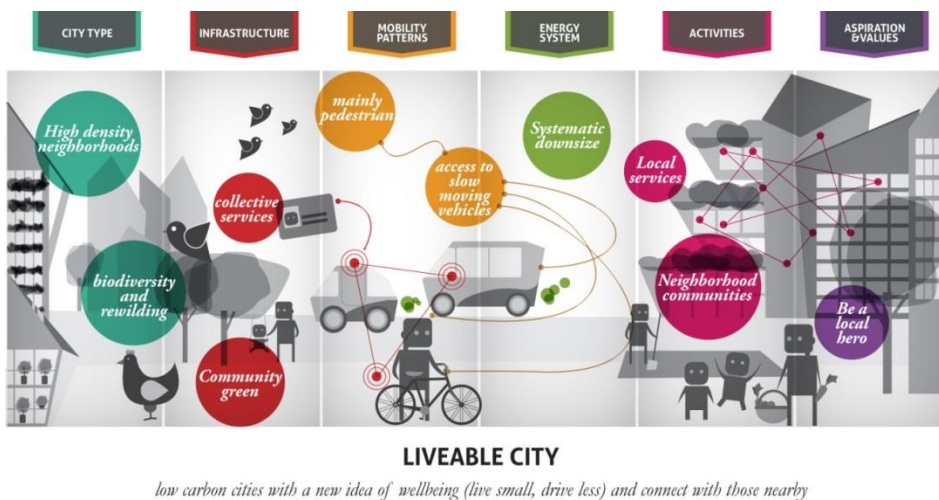 CITY TYPE
INFRASTRUCTURE
MOBILITY
PATTERNS
ENERGY
SYSTEM
ACTIVITIES
ASPIRATION
&VALUES
High density
neighborhoods
biodiversity
and
rewilding
collective
services
Community
green
mainly
pedestrian
access to
slow
moving
vehicles
Systematic
downsize
Local
services
Neighborhood
communities
Be a
local
hero
LIVEABLE CITY
low carbon cities with a new idea of wellbeing (live small, drive less) and connect with those nearby